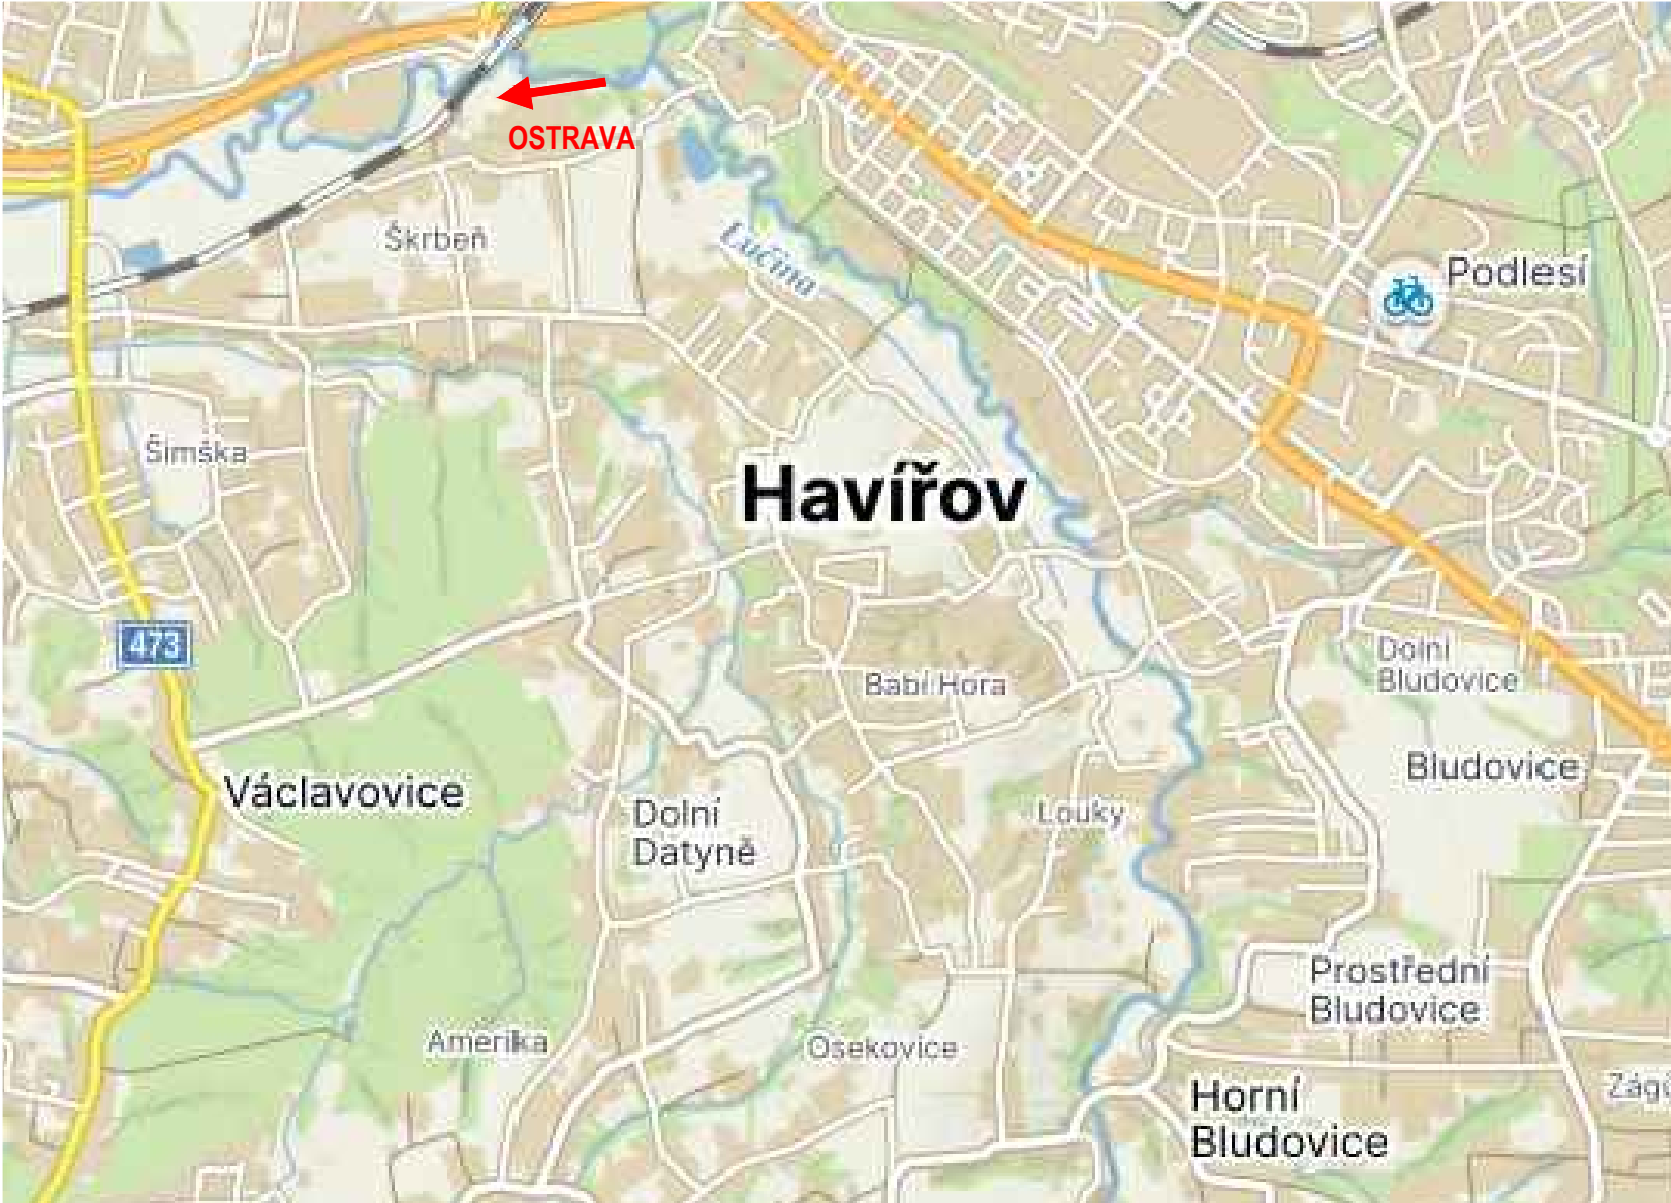 OSTRAVA
Škrbeň
Lučina
Podlesí
Šimška
Havířov
473
Dolní
Bludovice
Babí Hora
Bludovice
Václavovice
Dolní
Datyně
Louky
Prostřední
Bludovice
Amerika
Osekovice
Horní
Bludovice